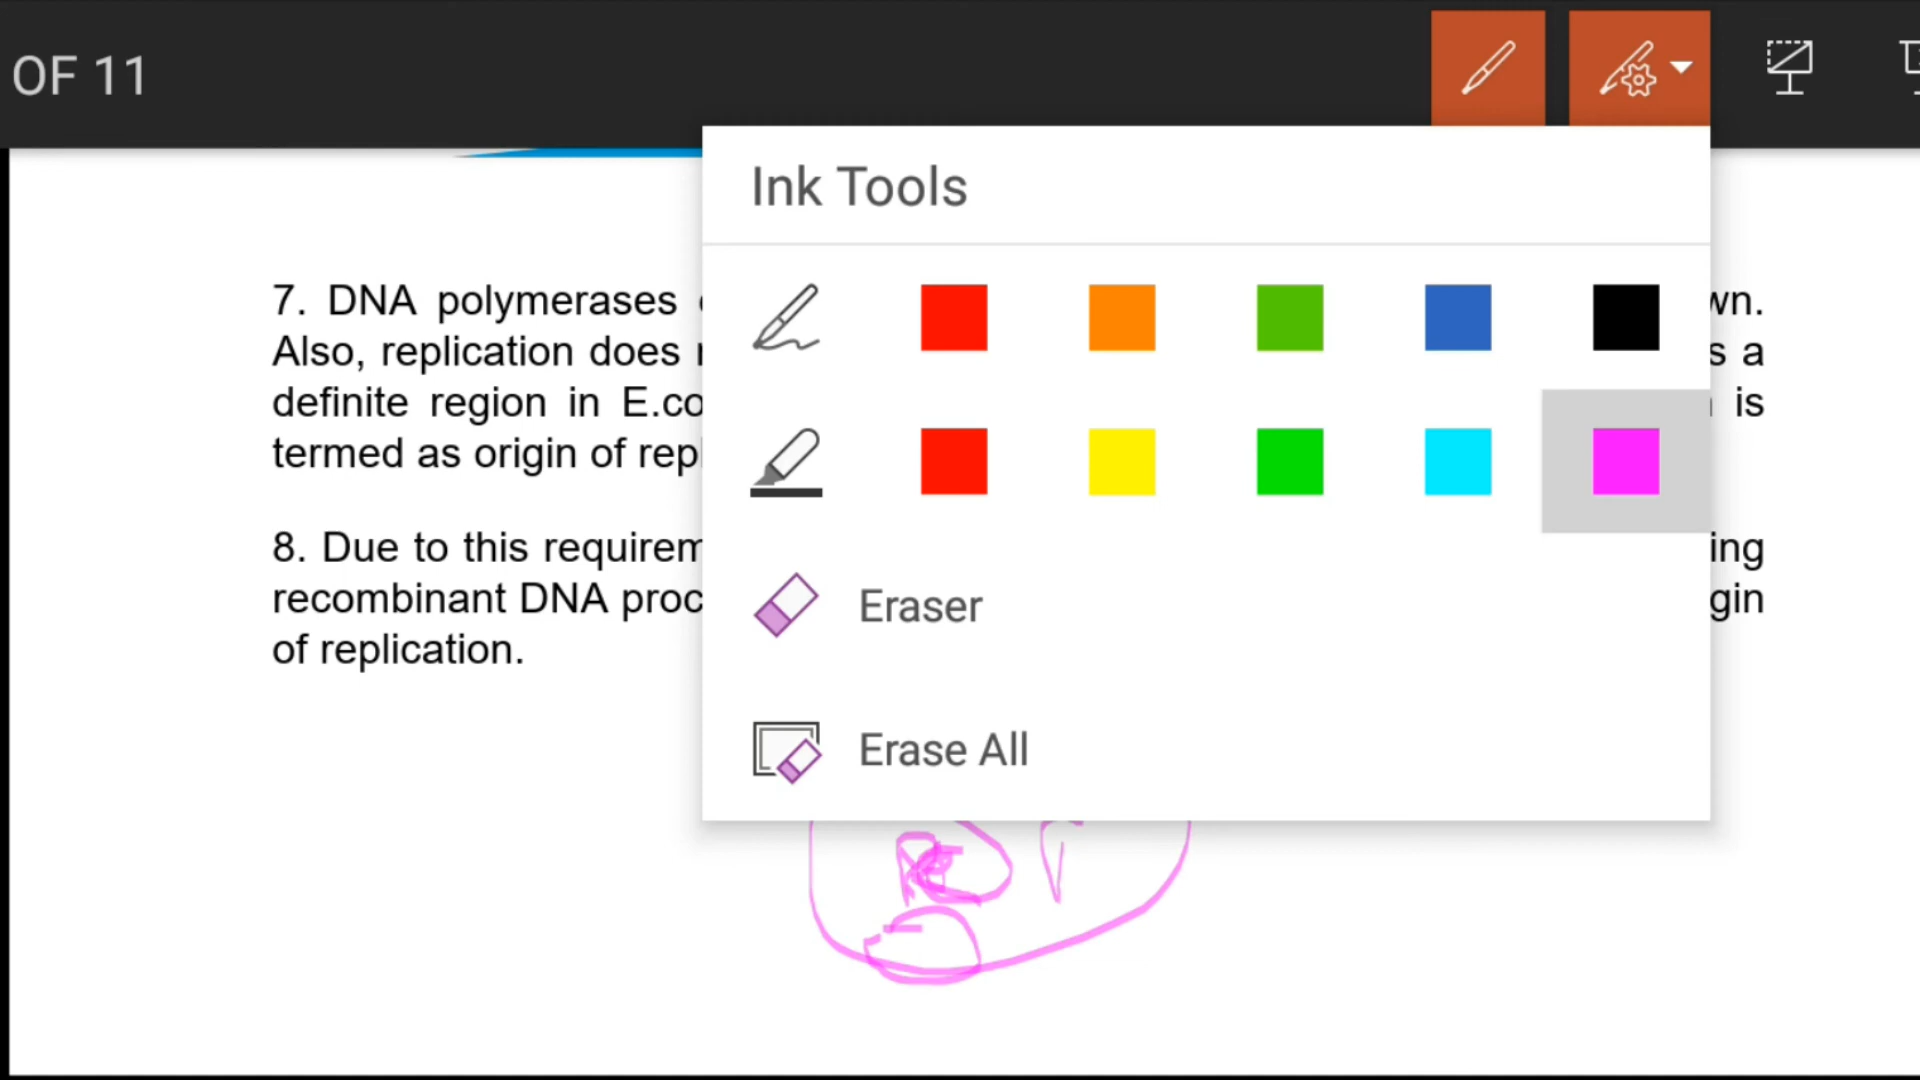 OF 11
Ink Tools
7. DNA polymerases
wn.
Also, replication does
s a
definite region in E.co
is
termed as origin of rep
8. Due to this requirem
ing
recombinant DNA proc
gin
of replication.
Eraser
Erase All